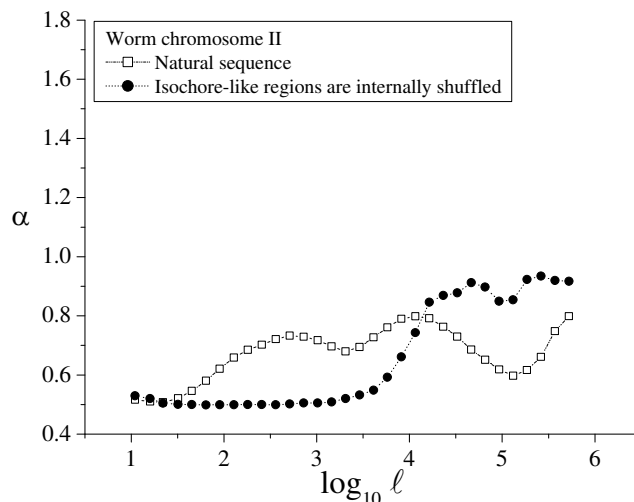 Worm chromosome II
Natural sequence
Isochore-like regions are internally shuffled
α
1.8
1.6
1.4
1.2
1.0
0.8
0.6
0.4
1 2 3 4 5 6
log10 ℓ